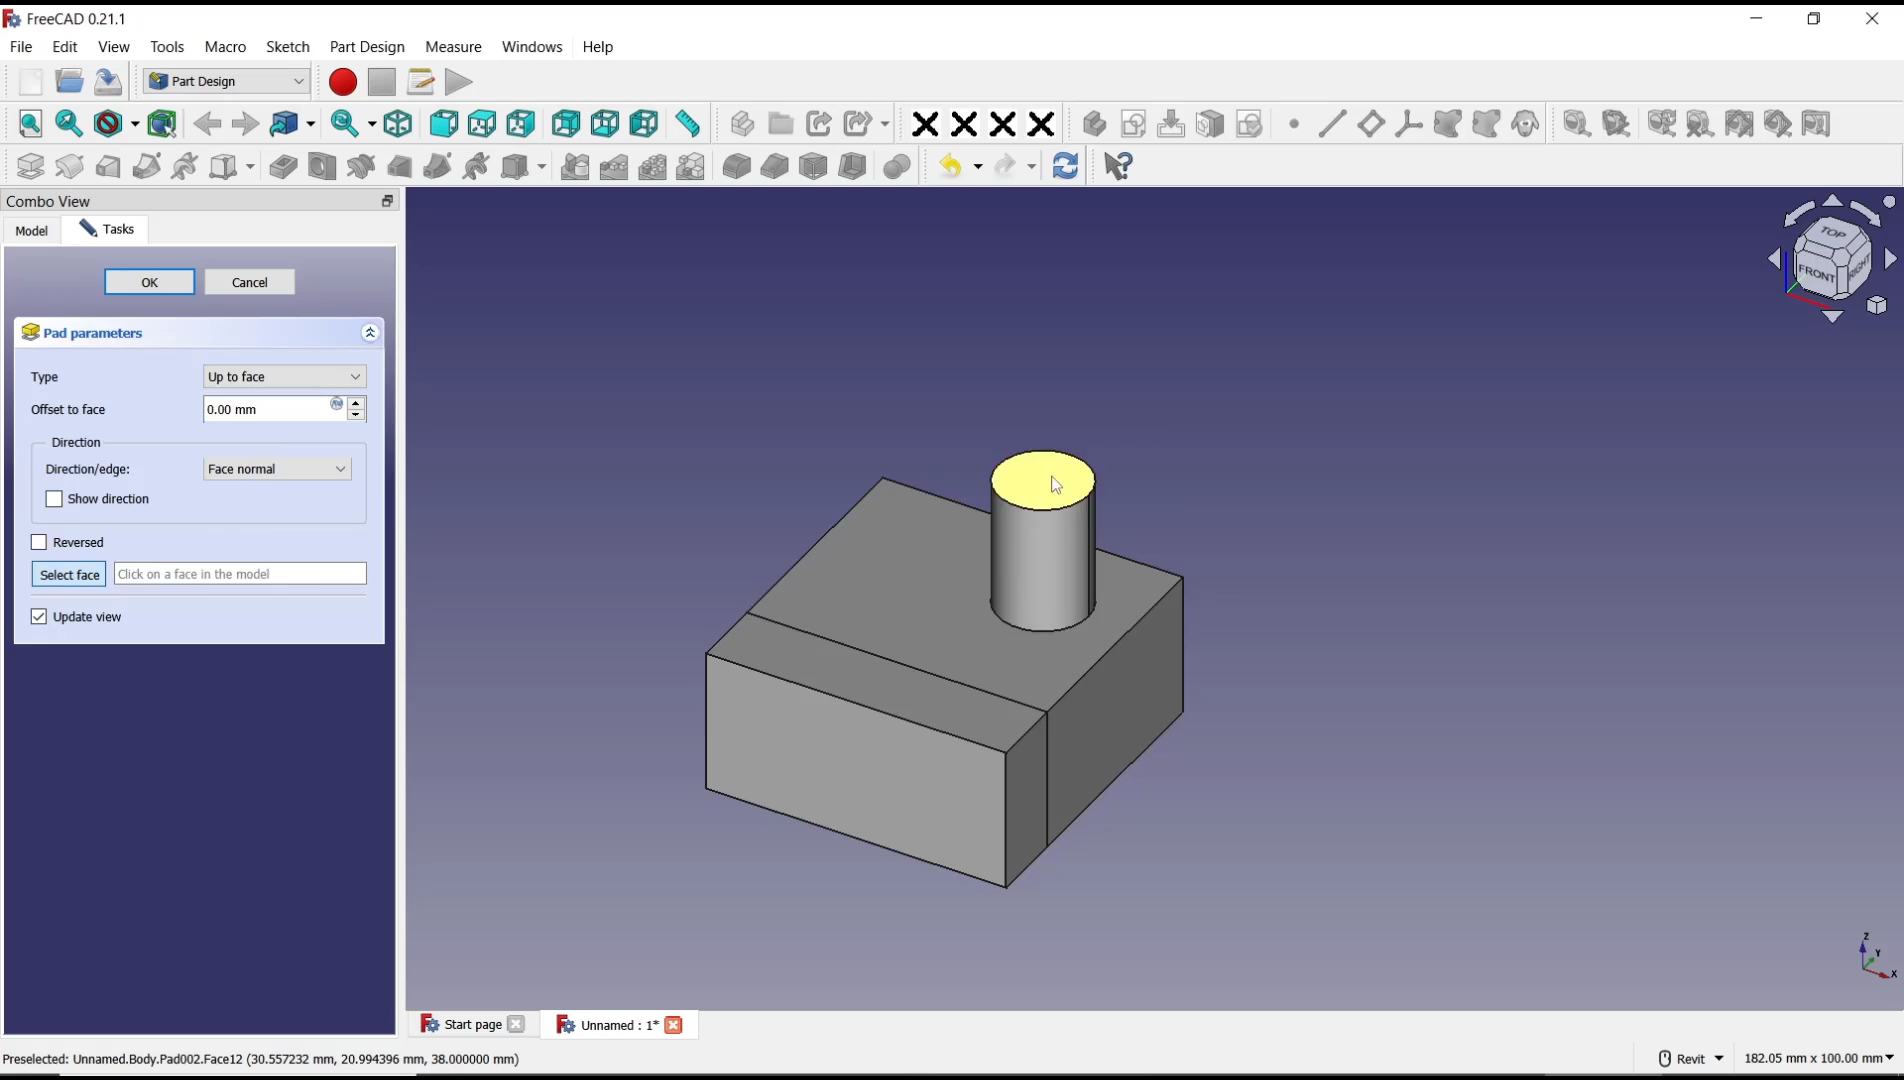 FreeCAD 0.21.1
File Edit View Tools Macro Sketch Part Design Measure Windows Help
Part Design
Combo View
Model Tasks
OK Cancel
Pad parameters
Type Up to face
Offset to face 0.00 mm
Direction
Direction/edge: Face normal
Show direction
Reversed
Select face Click on a face in the model
Update view
TOP
FRONT RIGHT
Z
Y
X
Start page Unnamed : 1*
Preselected: Unnamed.Body.Pad002.Face12 (30.557232 mm, 20.994396 mm, 38.000000 mm) Revit 182.05 mm x 100.00 mm